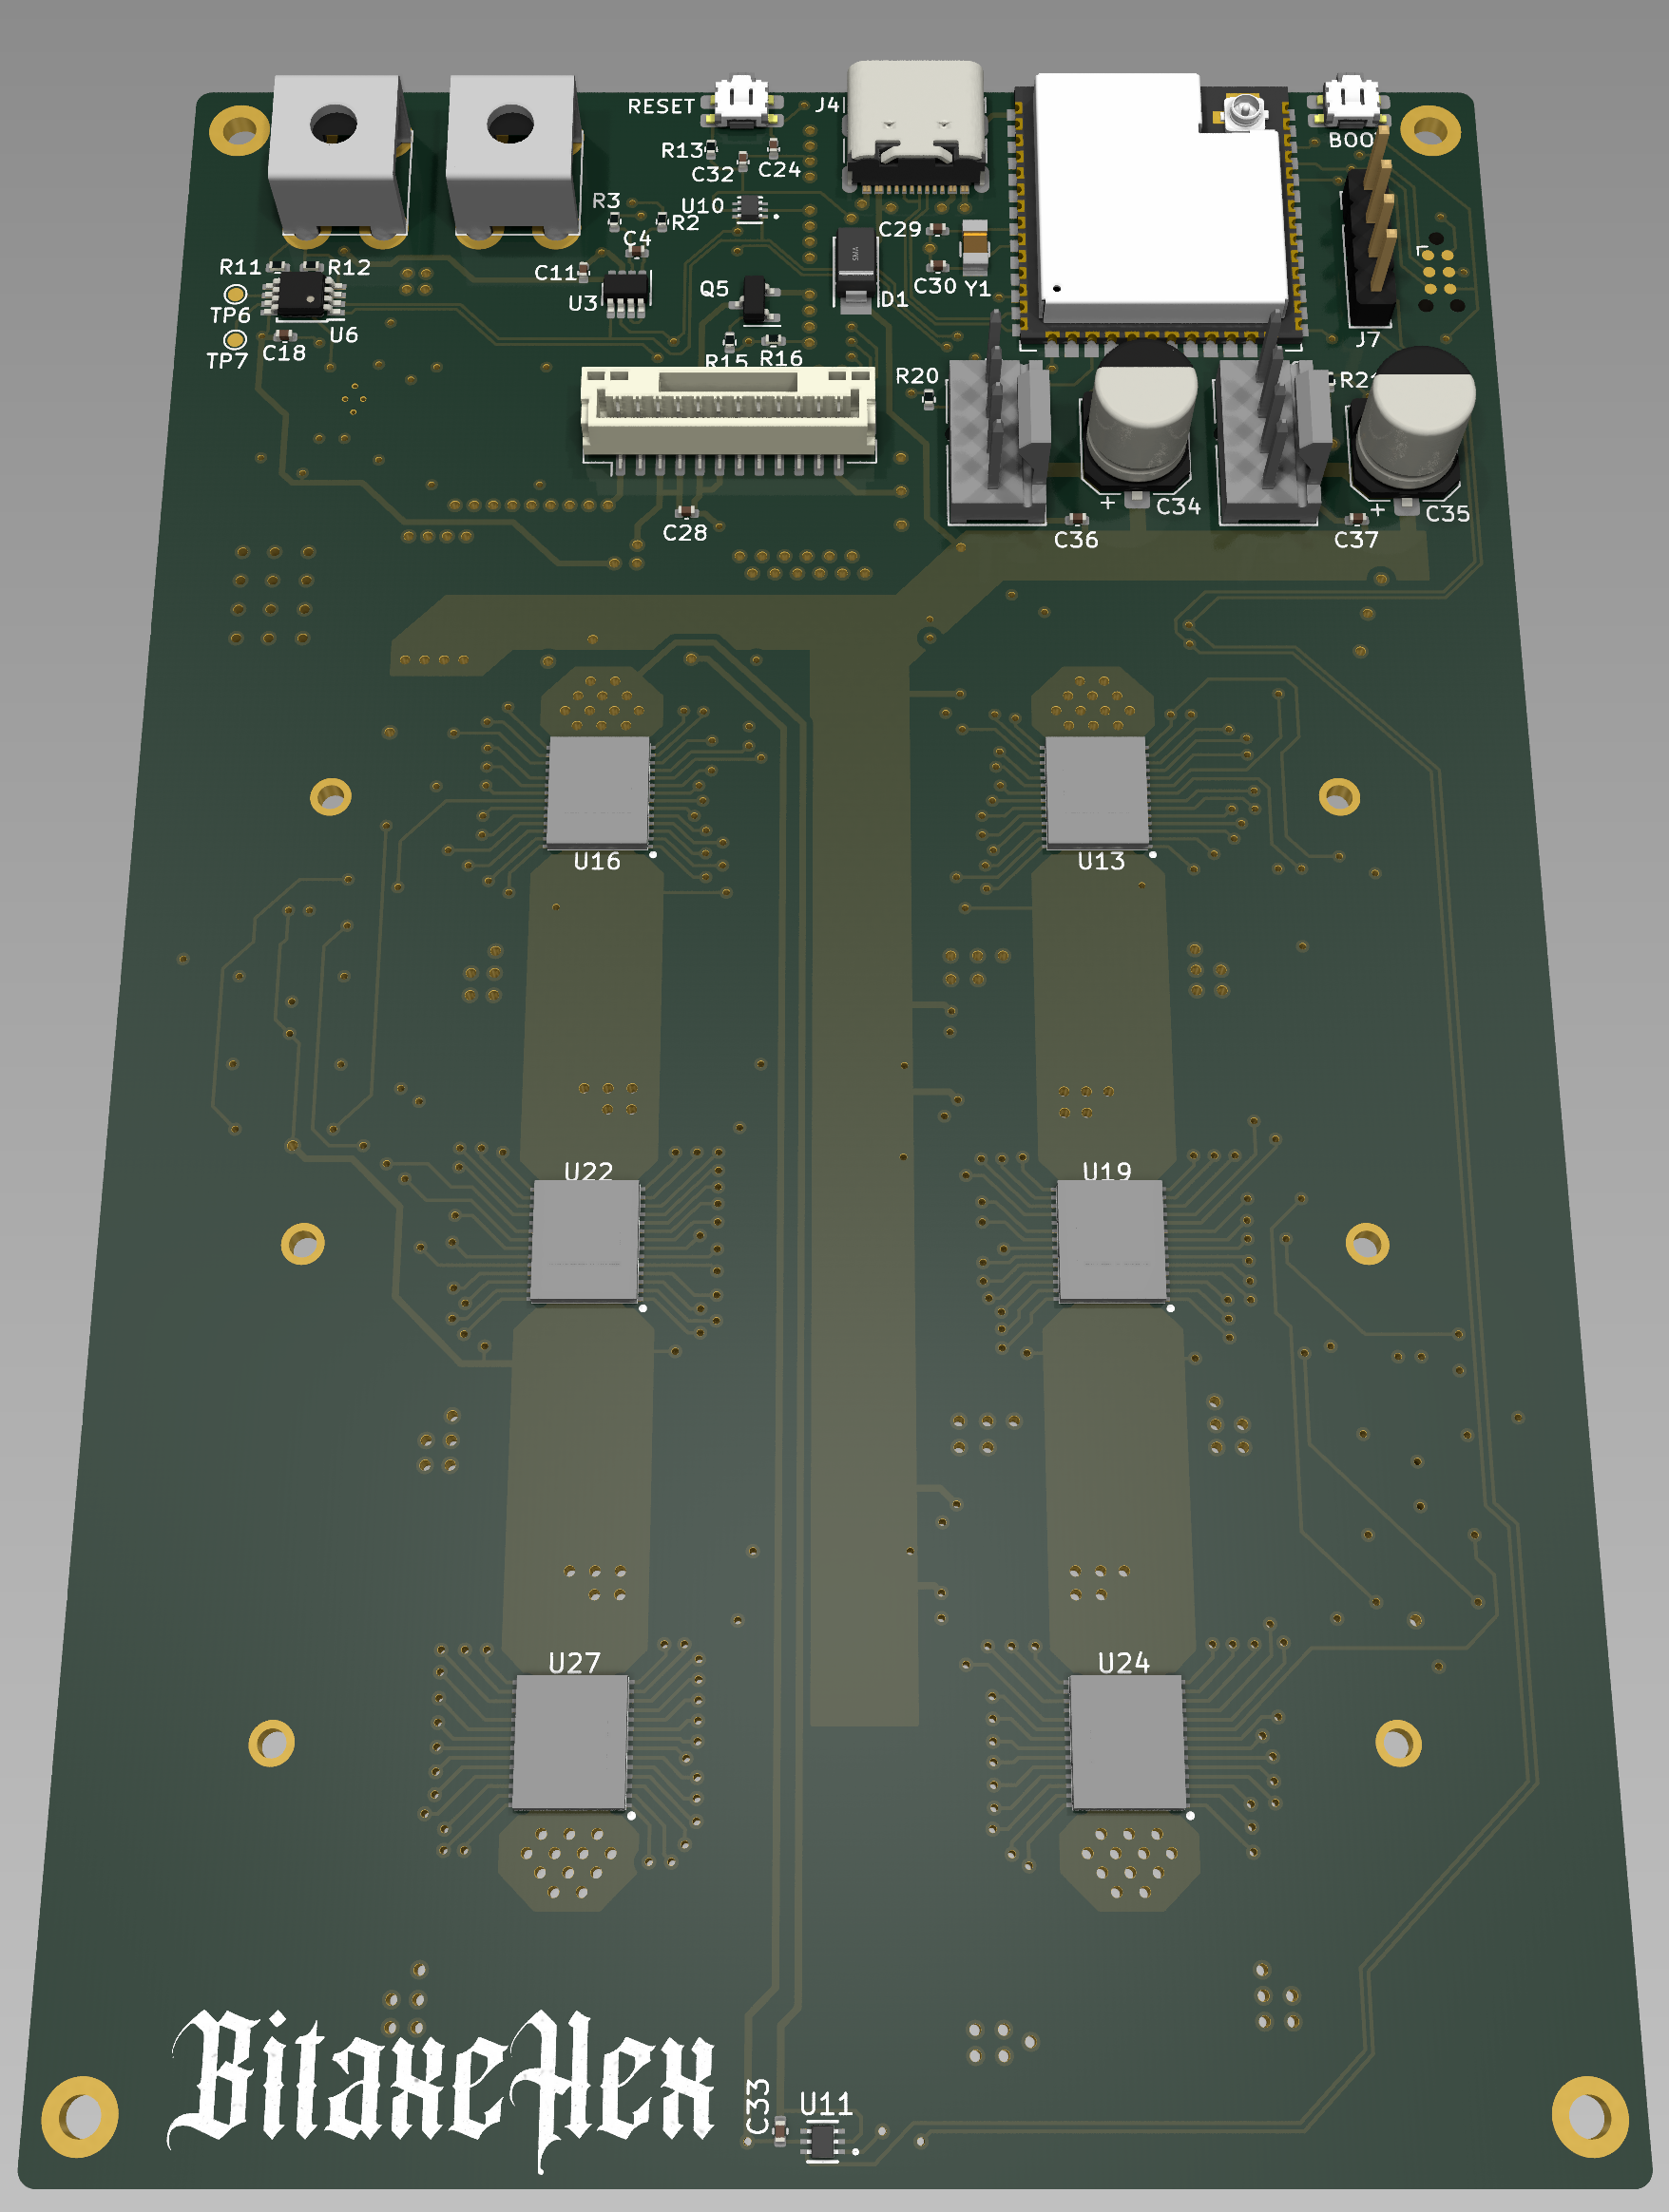 RESET
J4
BOO
R13
C32
C24
R3
U10
R2
C4
C29
R11
R12
C11
U3
Q5
C30
Y1
D1
TP6
U6
TP7
C18
R15
R16
J7
R20
R21
C34
C35
C28
C36
C37
U16
U13
U22
U19
U27
U24
BitaxeHex
C33
U11